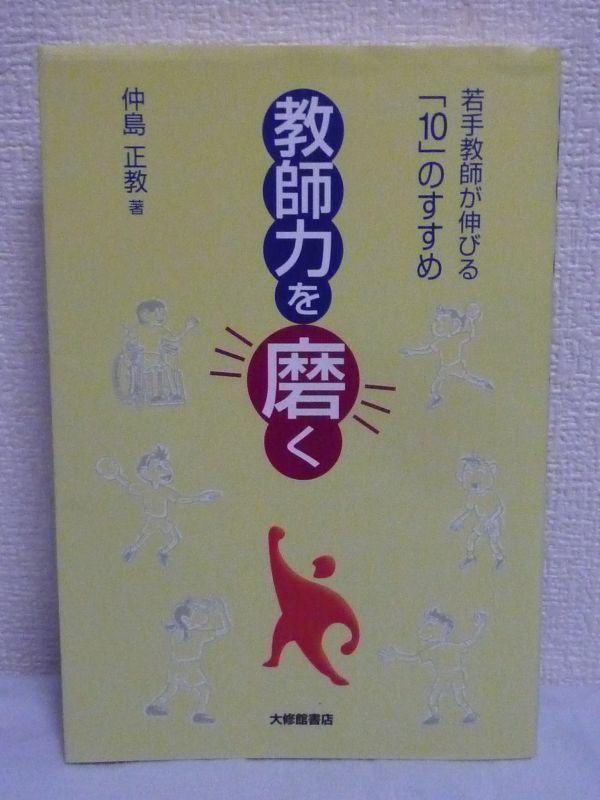 若手教師が伸びる
「10」のすすめ
教師力を磨く
仲島 正教 著
大修館書店